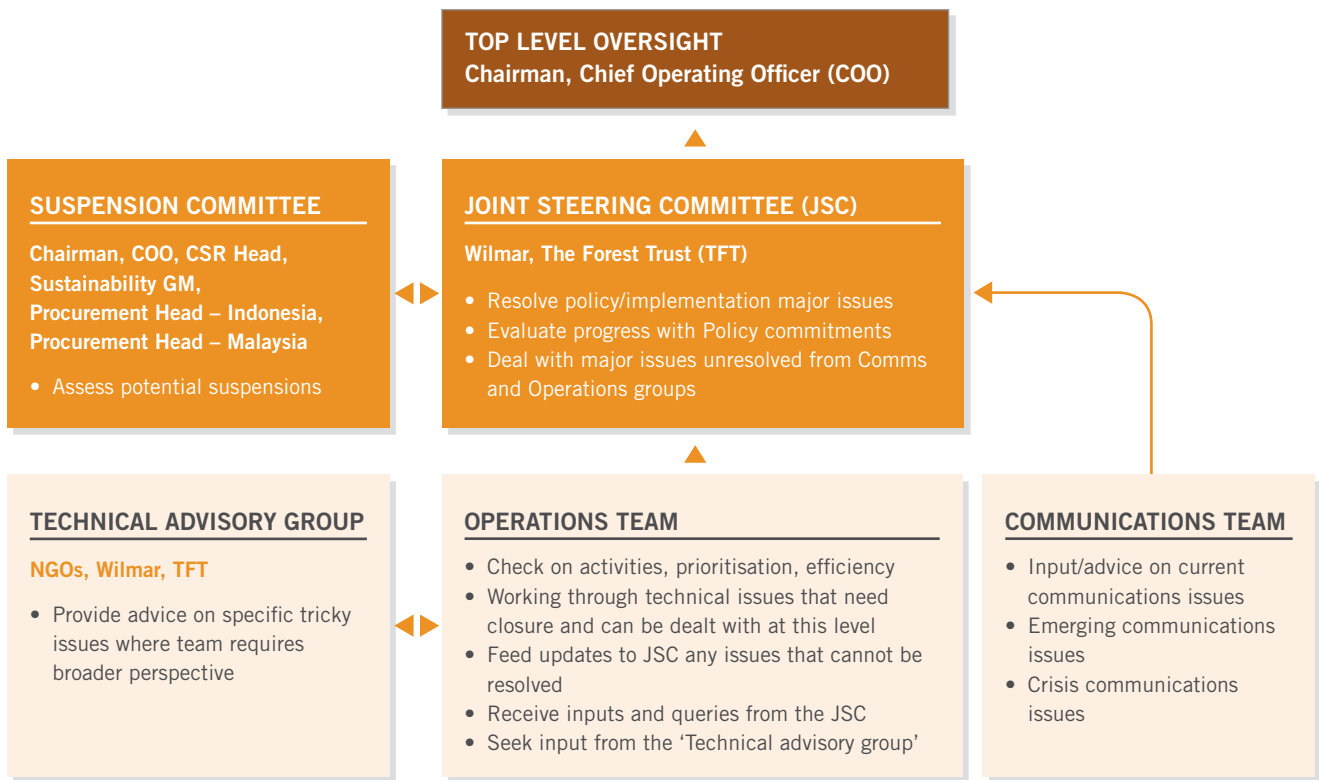 TOP LEVEL OVERSIGHT
Chairman, Chief Operating Officer (COO)
SUSPENSION COMMITTEE
Chairman, COO, CSR Head,
Sustainability GM,
Procurement Head – Indonesia,
Procurement Head – Malaysia
• Assess potential suspensions
JOINT STEERING COMMITTEE (JSC)
Wilmar, The Forest Trust (TFT)
• Resolve policy/implementation major issues
• Evaluate progress with Policy commitments
• Deal with major issues unresolved from Comms
and Operations groups
TECHNICAL ADVISORY GROUP
NGOs, Wilmar, TFT
• Provide advice on specific tricky
issues where team requires
broader perspective
OPERATIONS TEAM
• Check on activities, prioritisation, efficiency
• Working through technical issues that need
closure and can be dealt with at this level
• Feed updates to JSC any issues that cannot be
resolved
• Receive inputs and queries from the JSC
• Seek input from the ‘Technical advisory group’
COMMUNICATIONS TEAM
• Input/advice on current
communications issues
• Emerging communications
issues
• Crisis communications
issues